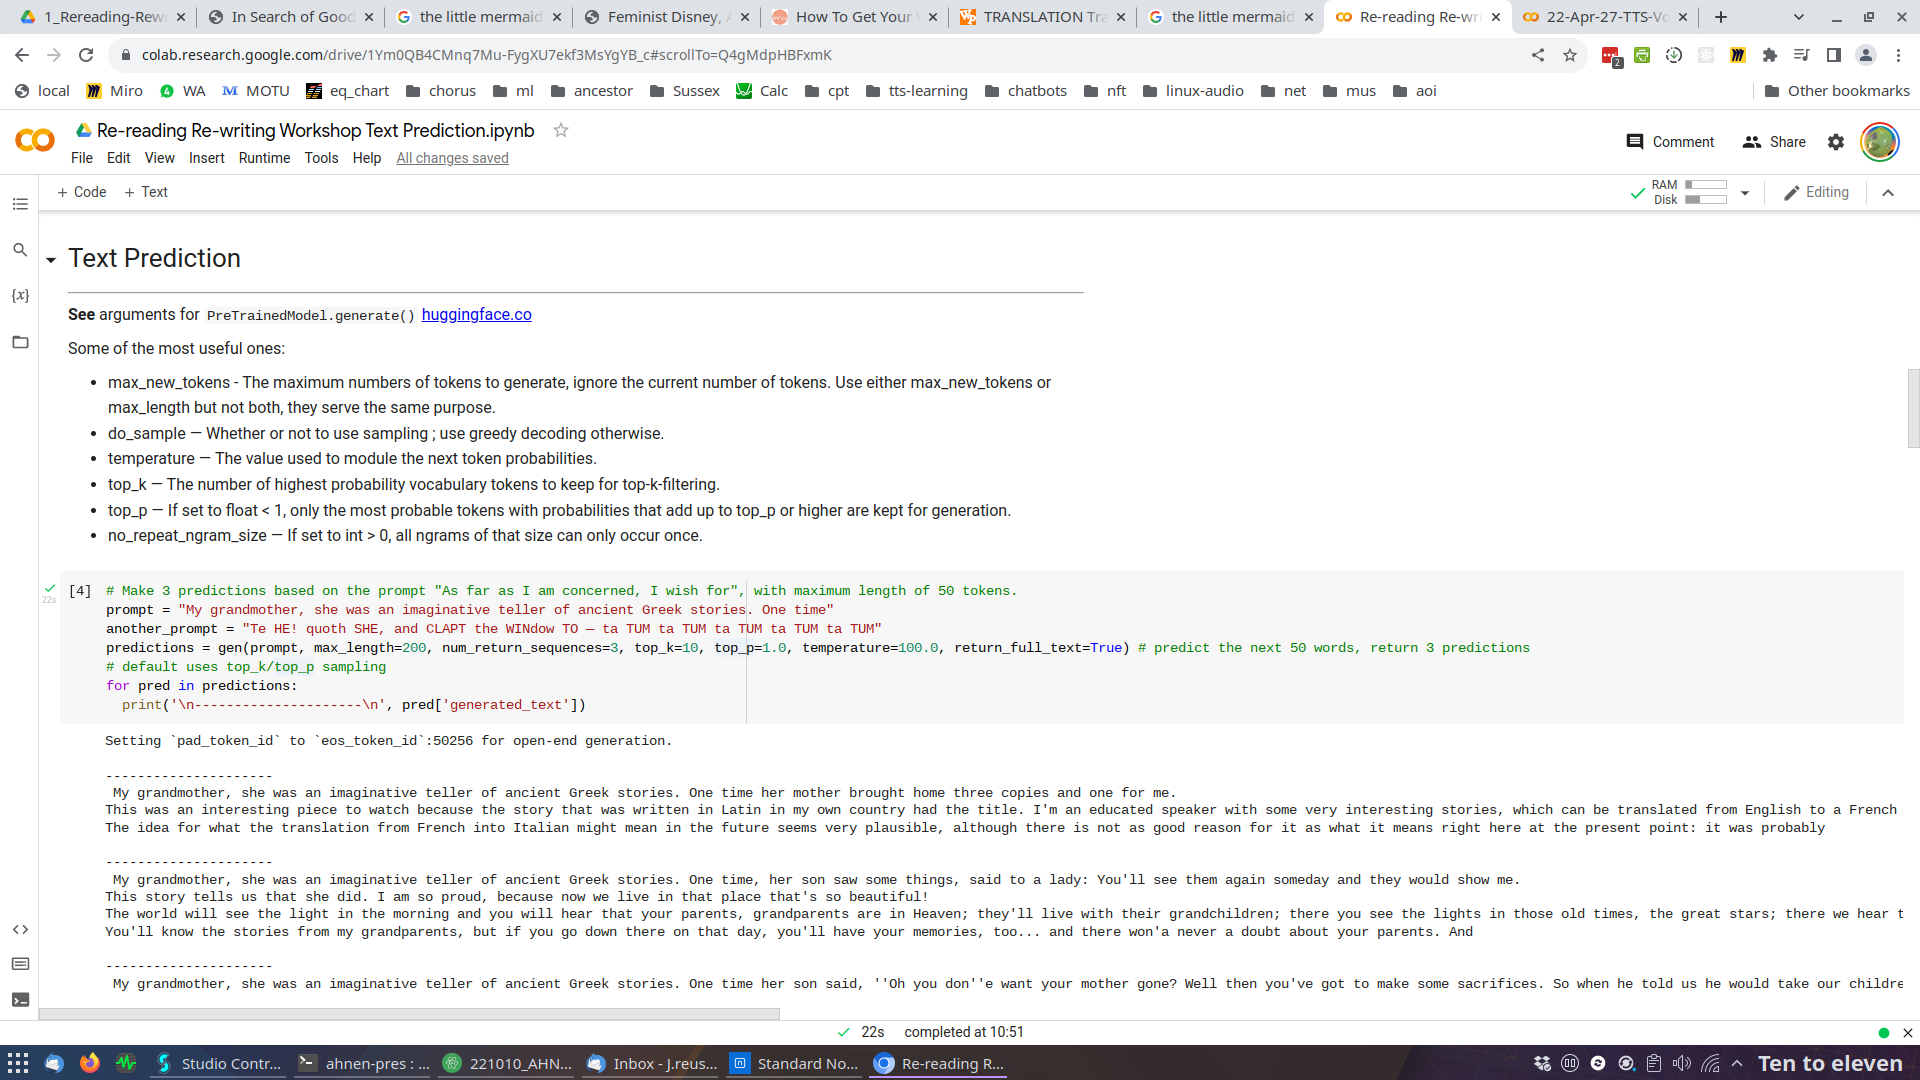 1_Rereading-Rew
In Search of Good
the little mermaid
Feminist Disney, A
How To Get Your
TRANSLATION Tra
the little mermaid
Re-reading Re-wri
22-Apr-27-TTS-Vo
colab.research.google.com/drive/1Ym0QB4CMnq7Mu-FygXU7ekf3MsYgYB_c#scrollTo=Q4gMdpHBFxmK
2
local
Miro
WA
MOTU
eq_chart
chorus
ml
ancestor
Sussex
Calc
cpt
tts-learning
chatbots
nft
linux-audio
net
mus
aoi
Other bookmarks
Re-reading Re-writing Workshop Text Prediction.ipynb
File Edit View Insert Runtime Tools Help All changes saved
Comment
Share
+ Code + Text
RAM
Disk
Editing
Text Prediction
See arguments for PreTrainedModel.generate() huggingface.co
Some of the most useful ones:
• max_new_tokens - The maximum numbers of tokens to generate, ignore the current number of tokens. Use either max_new_tokens or
max_length but not both, they serve the same purpose.
• do_sample — Whether or not to use sampling ; use greedy decoding otherwise.
• temperature — The value used to module the next token probabilities.
• top_k — The number of highest probability vocabulary tokens to keep for top-k-filtering.
• top_p — If set to float < 1, only the most probable tokens with probabilities that add up to top_p or higher are kept for generation.
• no_repeat_ngram_size — If set to int > 0, all ngrams of that size can only occur once.
22s
[4] # Make 3 predictions based on the prompt "As far as I am concerned, I wish for", with maximum length of 50 tokens.
prompt = "My grandmother, she was an imaginative teller of ancient Greek stories. One time"
another_prompt = "Te HE! quoth SHE, and CLAPT the WINdow TO — ta TUM ta TUM ta TUM ta TUM ta TUM"
predictions = gen(prompt, max_length=200, num_return_sequences=3, top_k=10, top_p=1.0, temperature=100.0, return_full_text=True) # predict the next 50 words, return 3 predictions
# default uses top_k/top_p sampling
for pred in predictions:
print('\n---------------------\n', pred['generated_text'])
Setting `pad_token_id` to `eos_token_id`:50256 for open-end generation.
---------------------
My grandmother, she was an imaginative teller of ancient Greek stories. One time her mother brought home three copies and one for me.
This was an interesting piece to watch because the story that was written in Latin in my own country had the title. I'm an educated speaker with some very interesting stories, which can be translated from English to a French
The idea for what the translation from French into Italian might mean in the future seems very plausible, although there is not as good reason for it as what it means right here at the present point: it was probably
---------------------
My grandmother, she was an imaginative teller of ancient Greek stories. One time, her son saw some things, said to a lady: You'll see them again someday and they would show me.
This story tells us that she did. I am so proud, because now we live in that place that's so beautiful!
The world will see the light in the morning and you will hear that your parents, grandparents are in Heaven; they'll live with their grandchildren; there you see the lights in those old times, the great stars; there we hear t
You'll know the stories from my grandparents, but if you go down there on that day, you'll have your memories, too... and there won'a never a doubt about your parents. And
---------------------
My grandmother, she was an imaginative teller of ancient Greek stories. One time her son said, ''Oh you don''e want your mother gone? Well then you've got to make some sacrifices. So when he told us he would take our childre
22s completed at 10:51
Studio Contr...
ahnen-pres : ...
221010_AHN...
Inbox - J.reus...
Standard No...
Re-reading R...
Ten to eleven